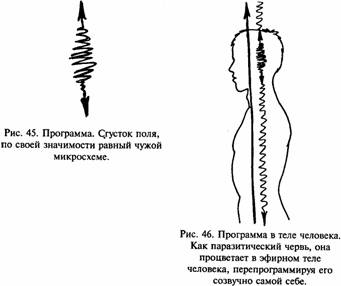 Рис. 45. Программа. Сгусток поля,
по своей значимости равный чужой
микросхеме.
Рис. 46. Программа в теле человека.
Как паразитический червь, она
процветает в эфирном теле
человека, перепрограммируя его
созвучно самой себе.